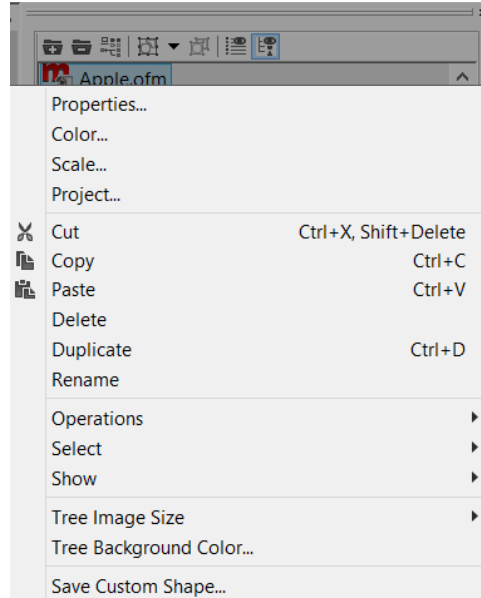 Apple.ofm
Properties...
Color...
Scale...
Project...
Cut Ctrl+X, Shift+Delete
Copy Ctrl+C
Paste Ctrl+V
Delete
Duplicate Ctrl+D
Rename
Operations
Select
Show
Tree Image Size
Tree Background Color...
Save Custom Shape...